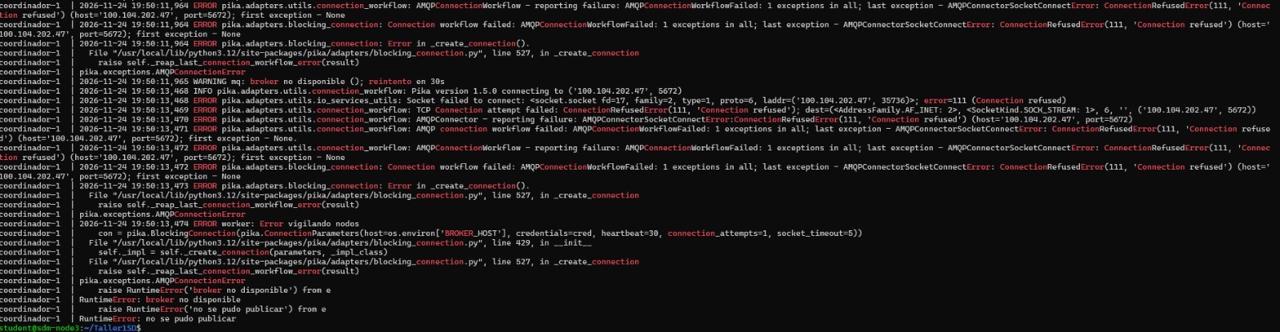 coordinador-1 | 2026-11-24 19:50:11,964 ERROR pika.adapters.utils.connection_workflow: AMQPConnectionWorkflow - reporting failure: AMQPConnectionWorkflowFailed: 1 exceptions in all; last exception - AMQPConnectorSocketConnectError: ConnectionRefusedError(111, 'Connec
tion refused') (host='100.104.202.47', port=5672); first exception - None
coordinador-1 | 2026-11-24 19:50:11,964 ERROR pika.adapters.blocking_connection: Connection workflow failed: AMQPConnectionWorkflowFailed: 1 exceptions in all; last exception - AMQPConnectorSocketConnectError: ConnectionRefusedError(111, 'Connection refused') (host='
100.104.202.47', port=5672); first exception - None
coordinador-1 | 2026-11-24 19:50:11,964 ERROR pika.adapters.blocking_connection: Error in _create_connection().
coordinador-1 | File "/usr/local/lib/python3.12/site-packages/pika/adapters/blocking_connection.py", line 527, in _create_connection
coordinador-1 | raise self._reap_last_connection_workflow_error(result)
coordinador-1 | pika.exceptions.AMQPConnectionError
coordinador-1 | 2026-11-24 19:50:11,965 WARNING mq: broker no disponible (); reintento en 30s
coordinador-1 | 2026-11-24 19:50:13,468 INFO pika.adapters.utils.connection_workflow: Pika version 1.5.0 connecting to ('100.104.202.47', 5672)
coordinador-1 | 2026-11-24 19:50:13,468 ERROR pika.adapters.utils.io_services_utils: Socket failed to connect: <socket.socket fd=17, family=2, type=1, proto=6, laddr=('100.104.202.47', 35736)>; error=111 (Connection refused)
coordinador-1 | 2026-11-24 19:50:13,469 ERROR pika.adapters.utils.connection_workflow: TCP Connection attempt failed: ConnectionRefusedError(111, 'Connection refused'); dest=(<AddressFamily.AF_INET: 2>, <SocketKind.SOCK_STREAM: 1>, 6, '', ('100.104.202.47', 5672))
coordinador-1 | 2026-11-24 19:50:13,470 ERROR pika.adapters.utils.connection_workflow: AMQPConnector - reporting failure: AMQPConnectorSocketConnectError:ConnectionRefusedError(111, 'Connection refused') (host='100.104.202.47', port=5672)
coordinador-1 | 2026-11-24 19:50:13,471 ERROR pika.adapters.utils.connection_workflow: AMQP connection workflow failed: AMQPConnectionWorkflowFailed: 1 exceptions in all; last exception - AMQPConnectorSocketConnectError: ConnectionRefusedError(111, 'Connection refuse
d') (host='100.104.202.47', port=5672); first exception - None.
coordinador-1 | 2026-11-24 19:50:13,472 ERROR pika.adapters.utils.connection_workflow: AMQPConnectionWorkflow - reporting failure: AMQPConnectionWorkflowFailed: 1 exceptions in all; last exception - AMQPConnectorSocketConnectError: ConnectionRefusedError(111, 'Connec
tion refused') (host='100.104.202.47', port=5672); first exception - None
coordinador-1 | 2026-11-24 19:50:13,472 ERROR pika.adapters.blocking_connection: Connection workflow failed: AMQPConnectionWorkflowFailed: 1 exceptions in all; last exception - AMQPConnectorSocketConnectError: ConnectionRefusedError(111, 'Connection refused') (host='
100.104.202.47', port=5672); first exception - None
coordinador-1 | 2026-11-24 19:50:13,473 ERROR pika.adapters.blocking_connection: Error in _create_connection().
coordinador-1 | File "/usr/local/lib/python3.12/site-packages/pika/adapters/blocking_connection.py", line 527, in _create_connection
coordinador-1 | raise self._reap_last_connection_workflow_error(result)
coordinador-1 | pika.exceptions.AMQPConnectionError
coordinador-1 | 2026-11-24 19:50:13,474 ERROR worker: Error vigilando nodos
coordinador-1 | con = pika.BlockingConnection(pika.ConnectionParameters(host=os.environ['BROKER_HOST'], credentials=cred, heartbeat=30, connection_attempts=1, socket_timeout=5))
coordinador-1 | File "/usr/local/lib/python3.12/site-packages/pika/adapters/blocking_connection.py", line 429, in __init__
coordinador-1 | self._impl = self._create_connection(parameters, _impl_class)
coordinador-1 | File "/usr/local/lib/python3.12/site-packages/pika/adapters/blocking_connection.py", line 527, in _create_connection
coordinador-1 | raise self._reap_last_connection_workflow_error(result)
coordinador-1 | pika.exceptions.AMQPConnectionError
coordinador-1 | raise RuntimeError('broker no disponible') from e
coordinador-1 | RuntimeError: broker no disponible
coordinador-1 | raise RuntimeError('no se pudo publicar') from e
coordinador-1 | RuntimeError: no se pudo publicar
student@sdm-node3:~/Taller1SD$